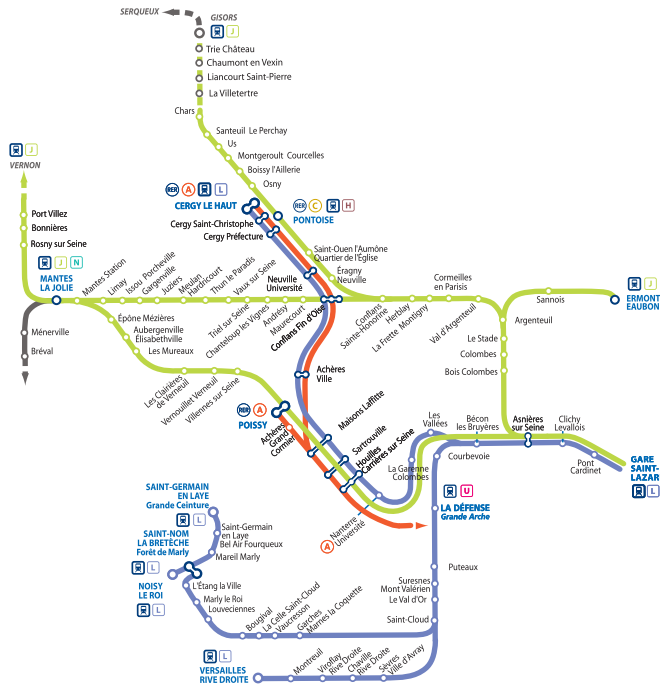 SERQUEUX
GISORS
J
Trie Château
Chaumont en Vexin
Liancourt Saint-Pierre
La Villetertre
Chars
Santeuil Le Perchay
Us
Montgeroult Courcelles
Boissy l'Aillerie
Osny
J
VERNON
RER A L
CERGY LE HAUT
RER C H
PONTOISE
Port Villez
Bonnières
Rosny sur Seine
Cergy Saint-Christophe
Cergy Préfecture
Saint-Ouen l'Aumône
Quartier de l'Église
Éragny
Neuville
J N
MANTES
LA JOLIE
Mantes Station
Limay
Issou Porcheville
Gargenville
Juziers
Meulan
Hardricourt
Thun le Paradis
Vaux sur Seine
Neuville
Université
Triel sur Seine
Chanteloup les Vignes
Andrésy
Maurecourt
Conflans Fin d'Oise
Conflans
Sainte-Honorine
Herblay
La Frette Montigny
Cormeilles
en Parisis
Val d'Argenteuil
Sannois
J
ERMONT
EAUBON
Argenteuil
Le Stade
Colombes
Bois Colombes
Ménerville
Bréval
Épône Mézières
Aubergenville
Élisabethville
Les Mureaux
Les Clairières
de Verneuil
Vernouillet Verneuil
Villennes sur Seine
Achères
Ville
RER A
POISSY
Achères
Grand
Cormier
Maisons Laffitte
Sartrouville
Houilles
Carrières sur Seine
La Garenne
Colombes
Les
Vallées
Bécon
les Bruyères
Courbevoie
Asnières
sur Seine
Clichy
Levallois
Pont
Cardinet
GARE
SAINT-
LAZAR
L
Nanterre
Université
A
U
LA DÉFENSE
Grande Arche
SAINT-GERMAIN
EN LAYE
Grande Ceinture
L
Saint-Germain
en Laye
Bel Air Fourqueux
Mareil Marly
SAINT-NOM
LA BRETÈCHE
Forêt de Marly
L
NOISY
LE ROI
L
L'Étang la Ville
Marly le Roi
Louveciennes
Bougival
La Celle Saint-Cloud
Vaucresson
Garches
Marnes la Coquette
Puteaux
Suresnes
Mont Valérien
Le Val d'Or
Saint-Cloud
L
VERSAILLES
RIVE DROITE
Montreuil
Viroflay
Rive Droite
Chaville
Rive Droite
Sèvres
Ville d'Avray